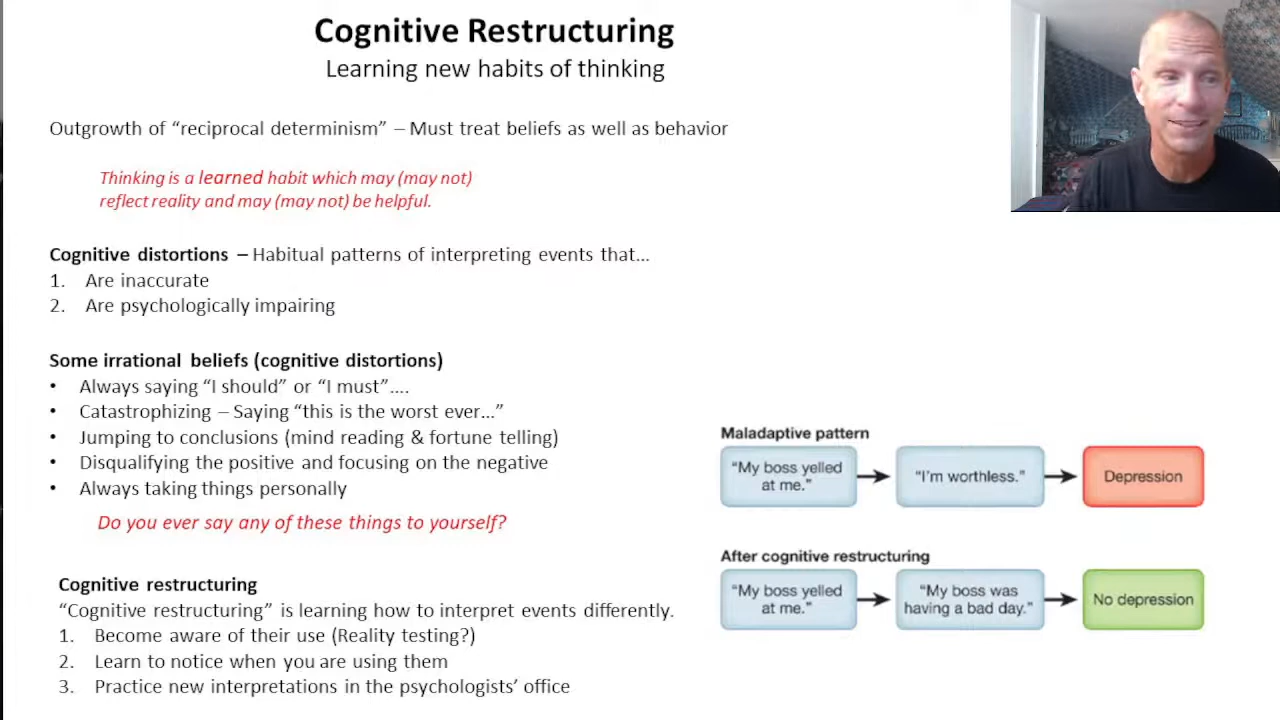 Cognitive Restructuring
Learning new habits of thinking
Outgrowth of “reciprocal determinism” – Must treat beliefs as well as behavior
Thinking is a learned habit which may (may not)
reflect reality and may (may not) be helpful.
Cognitive distortions – Habitual patterns of interpreting events that…
1. Are inaccurate
2. Are psychologically impairing
Some irrational beliefs (cognitive distortions)
• Always saying “I should” or “I must”….
• Catastrophizing – Saying “this is the worst ever…”
• Jumping to conclusions (mind reading & fortune telling)
• Disqualifying the positive and focusing on the negative
• Always taking things personally
Do you ever say any of these things to yourself?
Cognitive restructuring
“Cognitive restructuring” is learning how to interpret events differently.
1. Become aware of their use (Reality testing?)
2. Learn to notice when you are using them
3. Practice new interpretations in the psychologists’ office
Maladaptive pattern
“My boss yelled
at me.”
“I’m worthless.”
Depression
After cognitive restructuring
“My boss yelled
at me.”
“My boss was
having a bad day.”
No depression